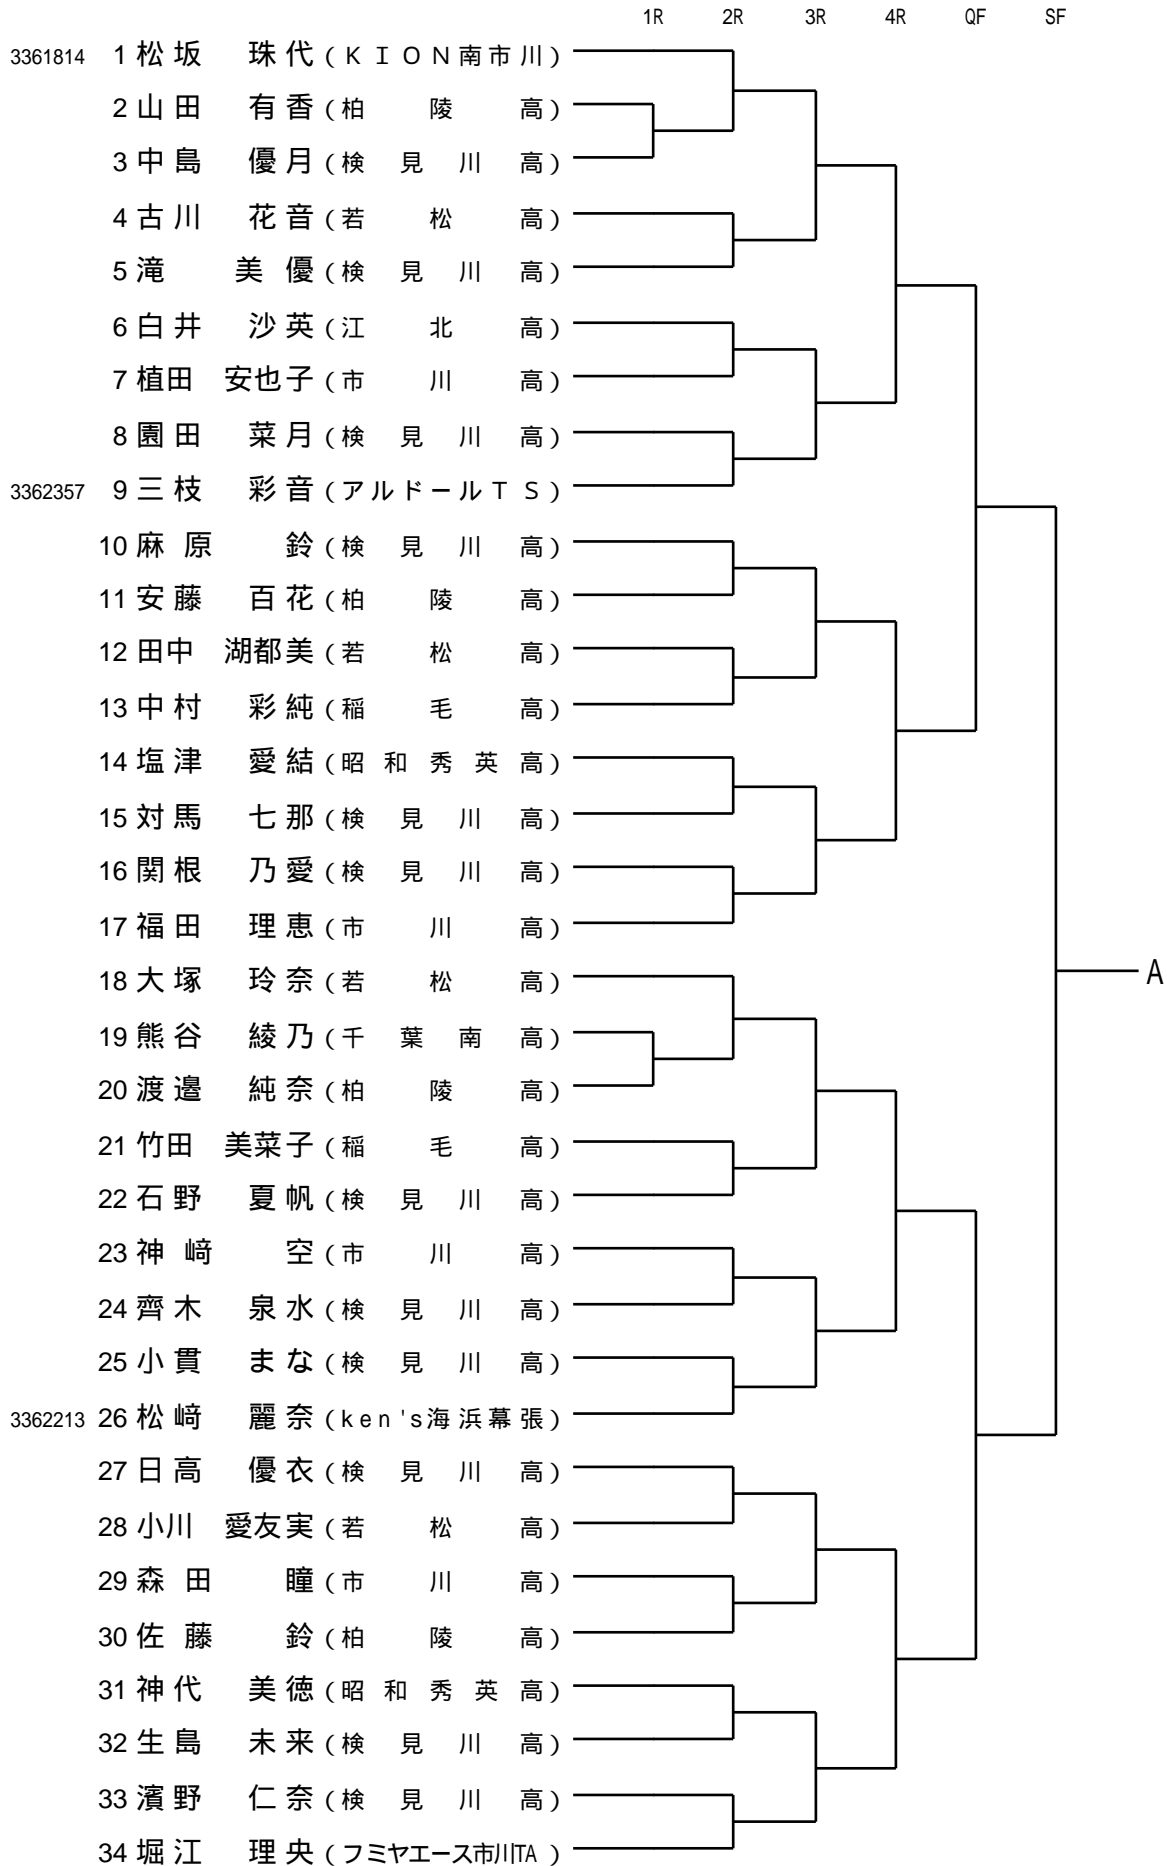 1R 2R 3R 4R QF SF
3361814 1 松坂 珠代 (KION南市川)
2 山田 有香 (柏陵高)
3 中島 優月 (検見川高)
4 古川 花音 (若松高)
5 滝 美優 (検見川高)
6 白井 沙英 (江北高)
7 植田 安也子 (市川高)
8 園田 菜月 (検見川高)
3362357 9 三枝 彩音 (アルドールTS)
10 麻原 鈴 (検見川高)
11 安藤 百花 (柏陵高)
12 田中 湖都美 (若松高)
13 中村 彩純 (稲毛高)
14 塩津 愛結 (昭和秀英高)
15 対馬 七那 (検見川高)
16 関根 乃愛 (検見川高)
17 福田 理恵 (市川高)
18 大塚 玲奈 (若松高)
A
19 熊谷 綾乃 (千葉南高)
20 渡邉 純奈 (柏陵高)
21 竹田 美菜子 (稲毛高)
22 石野 夏帆 (検見川高)
23 神﨑 空 (市川高)
24 齊木 泉水 (検見川高)
25 小貫 まな (検見川高)
3362213 26 松﨑 麗奈 (ken's海浜幕張)
27 日高 優衣 (検見川高)
28 小川 愛友実 (若松高)
29 森田 瞳 (市川高)
30 佐藤 鈴 (柏陵高)
31 神代 美徳 (昭和秀英高)
32 生島 未来 (検見川高)
33 濱野 仁奈 (検見川高)
34 堀江 理央 (フミヤエース市川TA)